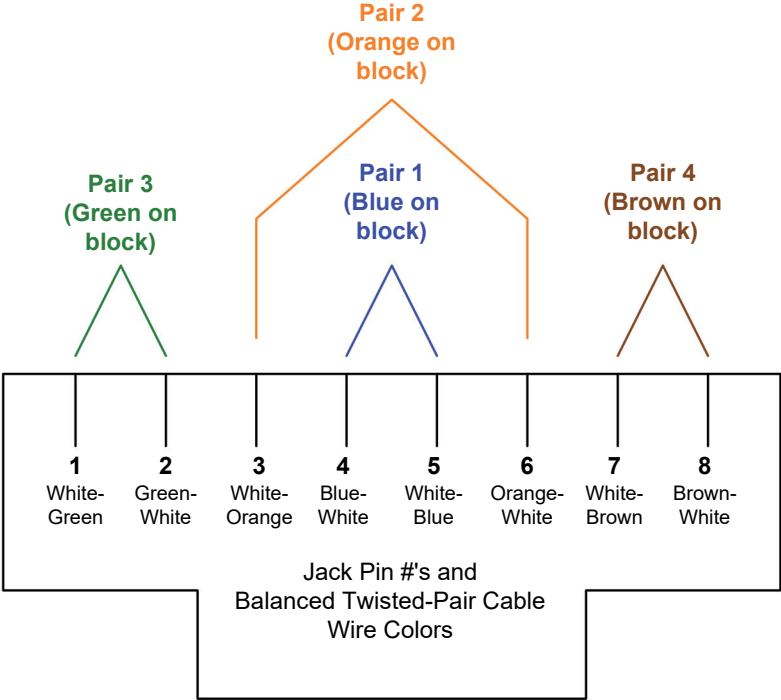 Pair 2
(Orange on
block)
Pair 3
(Green on
block)
Pair 1
(Blue on
block)
Pair 4
(Brown on
block)
1
White-
Green
2
Green-
White
3
White-
Orange
4
Blue-
White
5
White-
Blue
6
Orange-
White
7
White-
Brown
8
Brown-
White
Jack Pin #'s and
Balanced Twisted-Pair Cable
Wire Colors